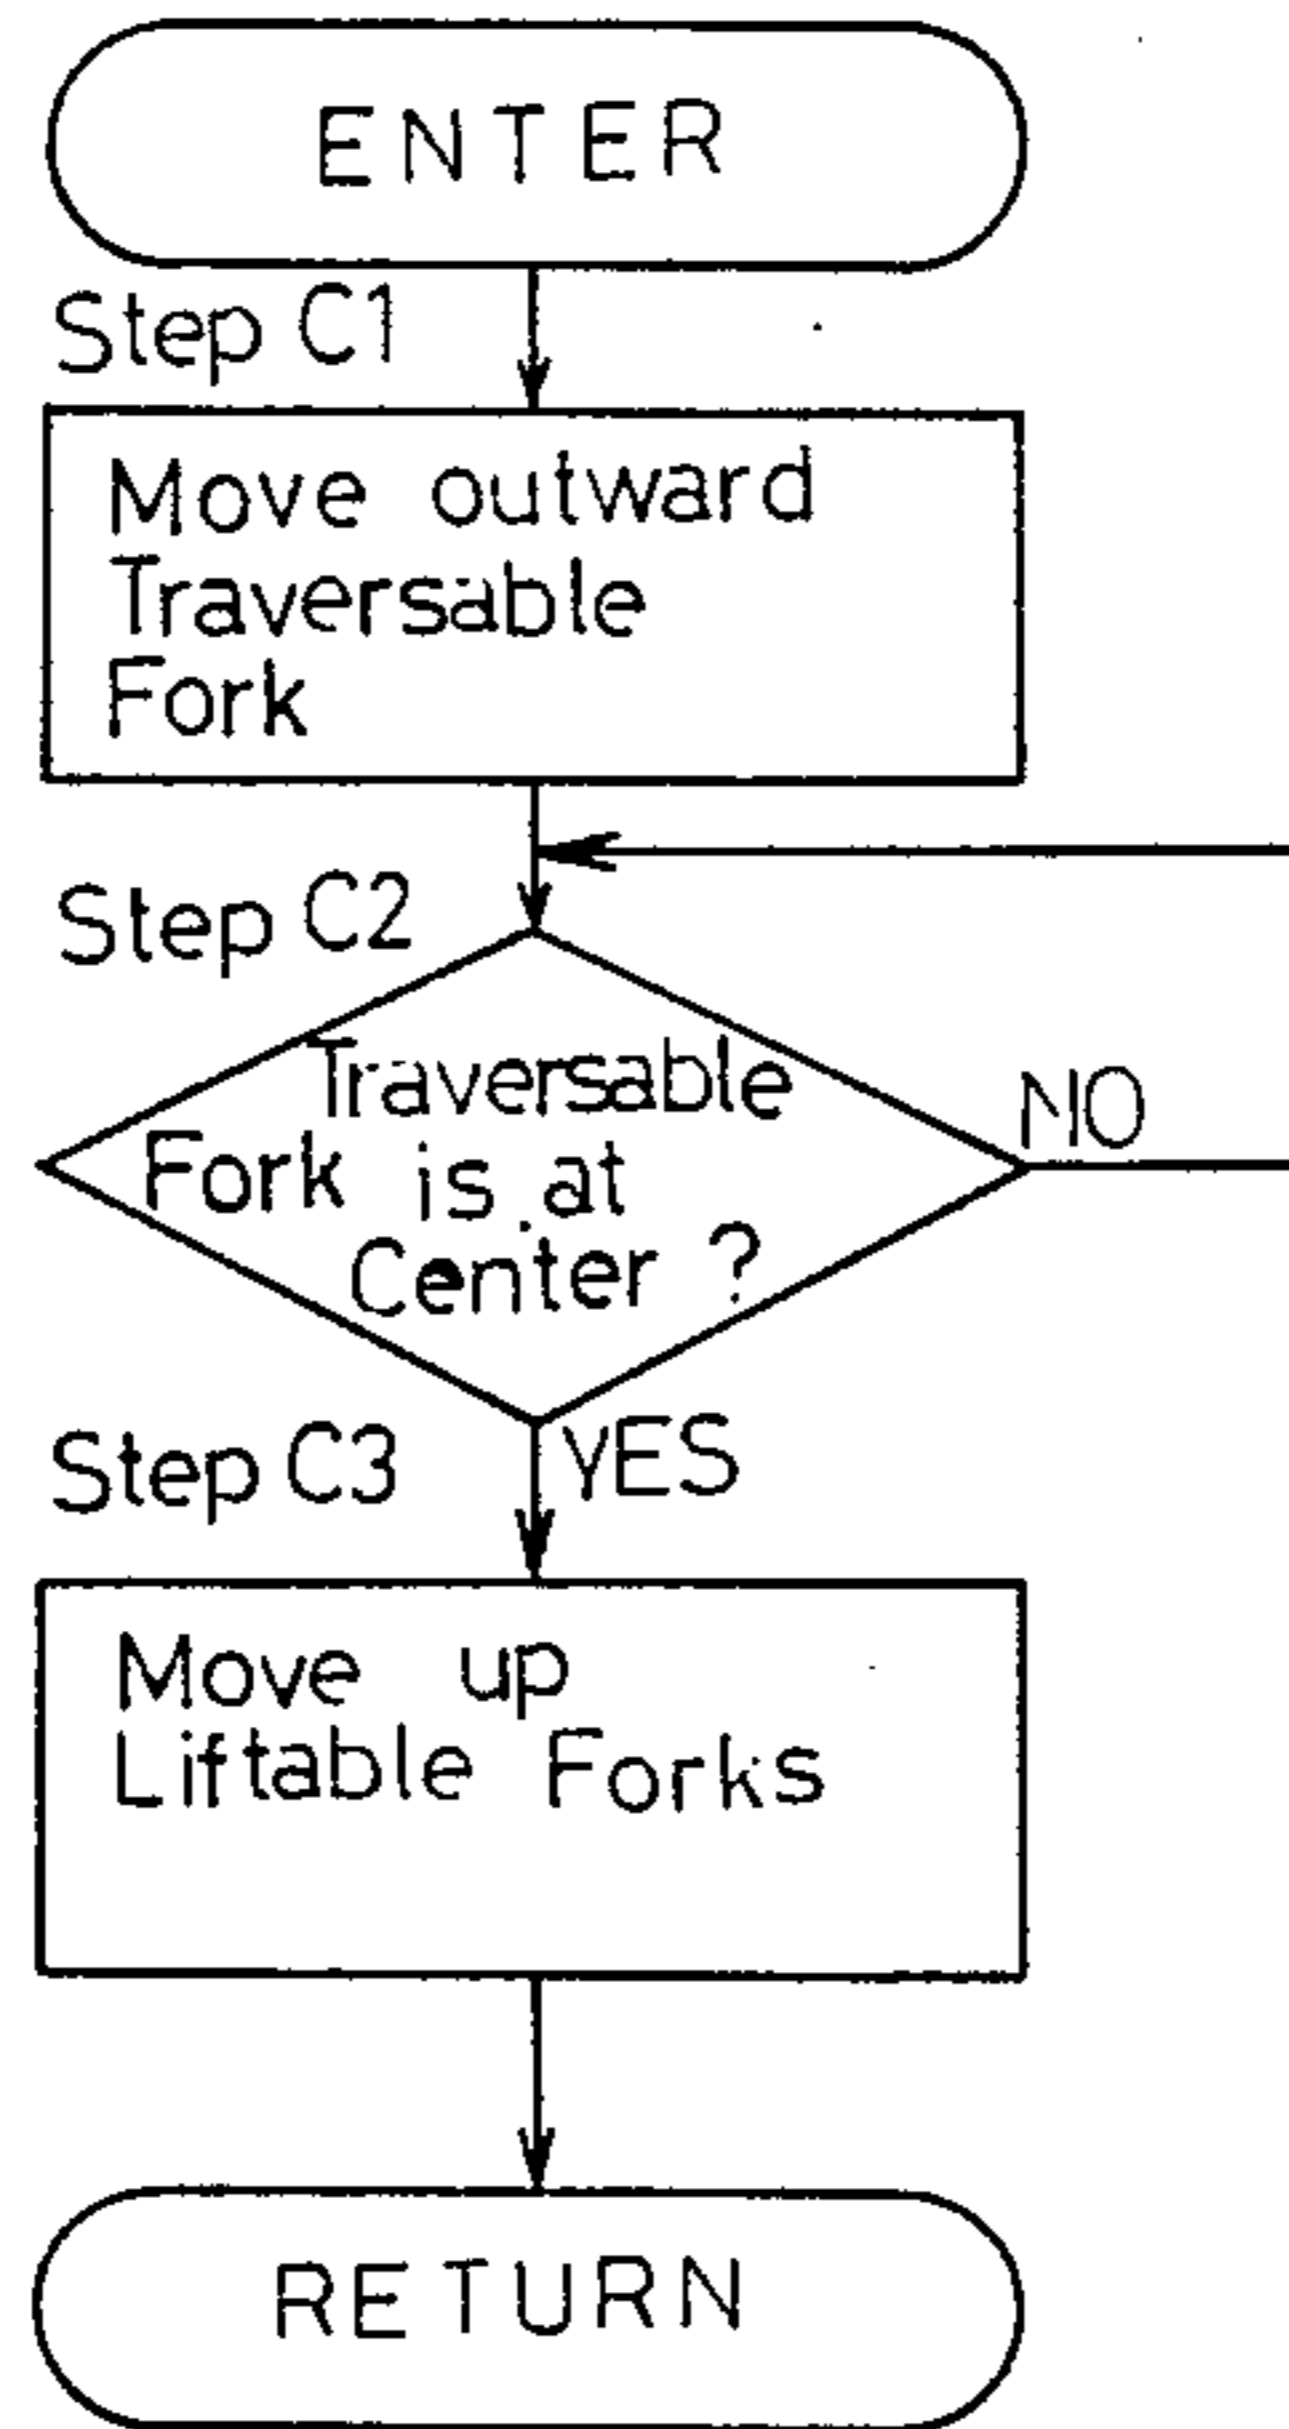 ENTER
Step C1
Move outward
Traversable
Fork
Step C2
Traversable
Fork is at
Center ?
NO
Step C3
YES
Move up
Liftable Forks
RETURN